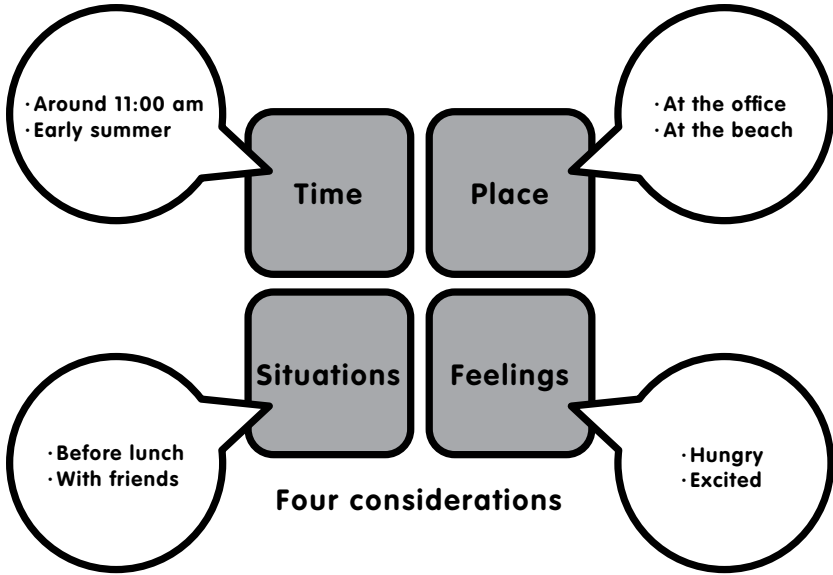 ·Around 11:00 am
·Early summer
·At the office
·At the beach
Time
Place
Situations
Feelings
·Before lunch
·With friends
·Hungry
·Excited
Four considerations